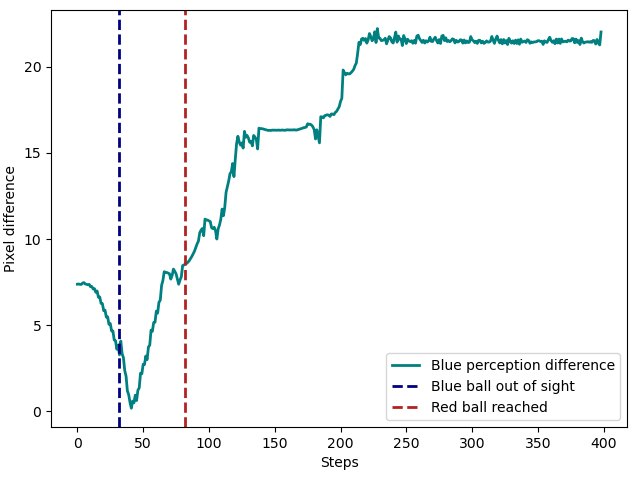 20
15
10
5
0
Pixel difference
Blue perception difference
Blue ball out of sight
Red ball reached
0 50 100 150 200 250 300 350 400
Steps